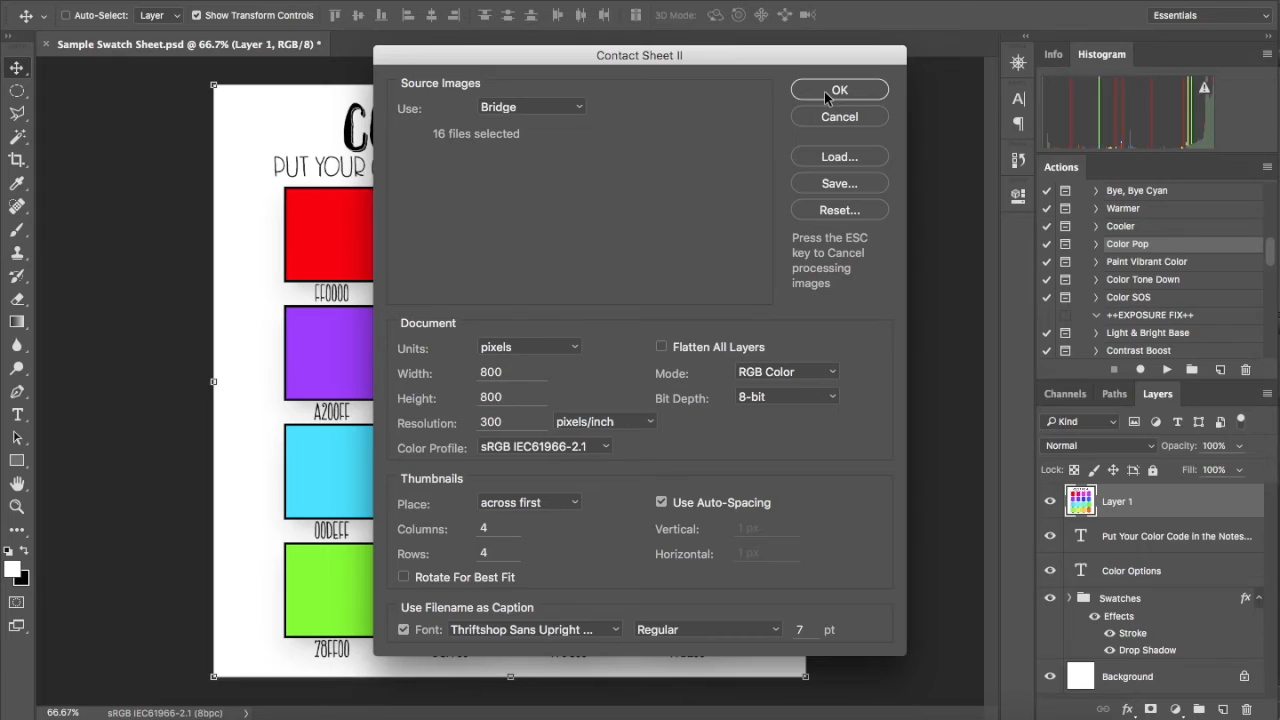 Auto-Select: Layer Show Transform Controls 3D Mode: Essentials
Sample Swatch Sheet.psd @ 66.7% (Layer 1, RGB/8) *
Contact Sheet II
Source Images
Use: Bridge
16 files selected
OK
Cancel
Load...
Save...
Reset...
Press the ESC
key to Cancel
processing
images
Document
Units: pixels
Width: 800
Height: 800
Resolution: 300 pixels/inch
Color Profile: sRGB IEC61966-2.1
Flatten All Layers
Mode: RGB Color
Bit Depth: 8-bit
Thumbnails
Place: across first
Columns: 4
Rows: 4
Rotate For Best Fit
Use Auto-Spacing
Vertical: 1 px
Horizontal: 1 px
Use Filename as Caption
Font: Thriftshop Sans Upright ... Regular 7 pt
PUT YOUR
FF0000
A200FF
00DEFF
78FF00
Info Histogram
Actions
Bye, Bye Cyan
Warmer
Cooler
Color Pop
Paint Vibrant Color
Color Tone Down
Color SOS
++EXPOSURE FIX++
Light & Bright Base
Contrast Boost
Channels Paths Layers
Kind
Normal Opacity: 100%
Lock: Fill: 100%
Layer 1
Put Your Color Code in the Notes...
Color Options
Swatches fx
Effects
Stroke
Drop Shadow
Background
66.67% sRGB IEC61966-2.1 (8bpc)